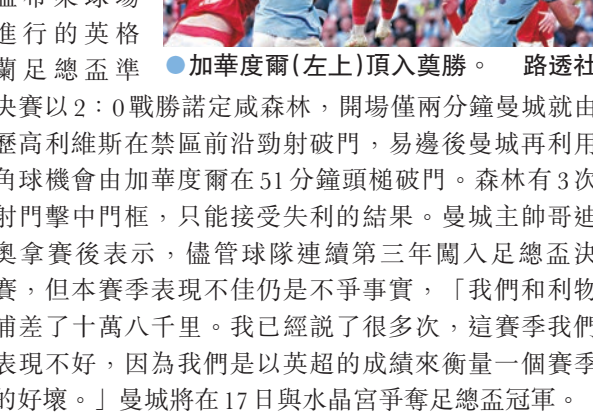 溫布萊球場
進行的英格
蘭足總盃準
●加華度爾(左上)頂入奠勝。 路透社
決賽以2：0戰勝諾定咸森林，開場僅兩分鐘曼城就由
歷高利維斯在禁區前沿勁射破門，易邊後曼城再利用
角球機會由加華度爾在51分鐘頭槌破門。森林有3次
射門擊中門框，只能接受失利的結果。曼城主帥哥迪
奧拿賽後表示，儘管球隊連續第三年闖入足總盃決
賽，但本賽季表現不佳仍是不爭事實，「我們和利物
浦差了十萬八千里。我已經説了很多次，這賽季我們
表現不好，因為我們是以英超的成績來衡量一個賽季
的好壞。」曼城將在17日與水晶宮爭奪足總盃冠軍。